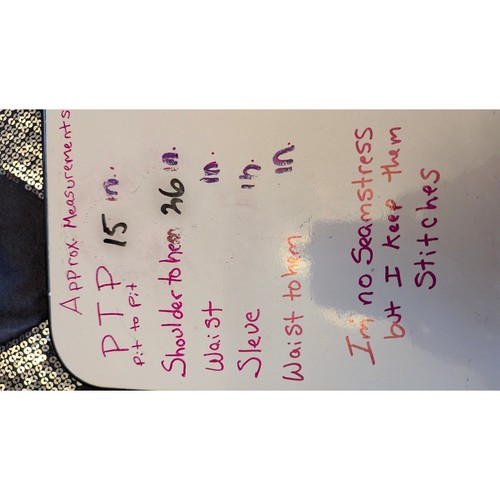 Approx. Measurements
PTP 15 in.
Pit to Pit
Shoulder to hem 26 in.
Waist in.
Sleve in.
Waist to hem in.
I'm no Seamstress
but I keep them
Stitches